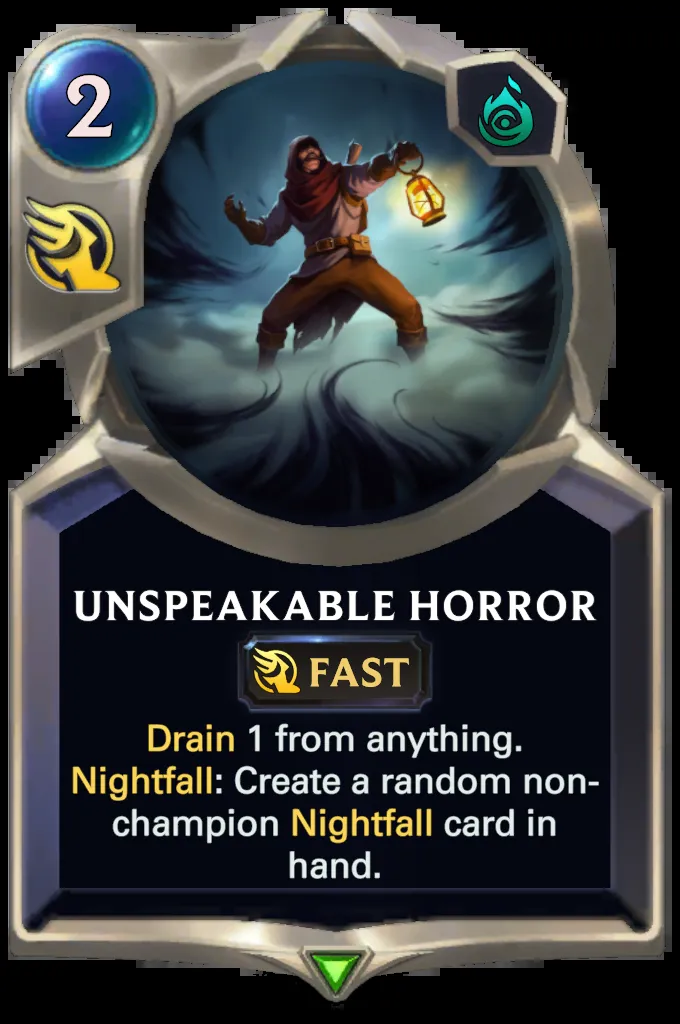 2
UNSPEAKABLE HORROR
FAST
Drain 1 from anything.
Nightfall: Create a random non-
champion Nightfall card in
hand.